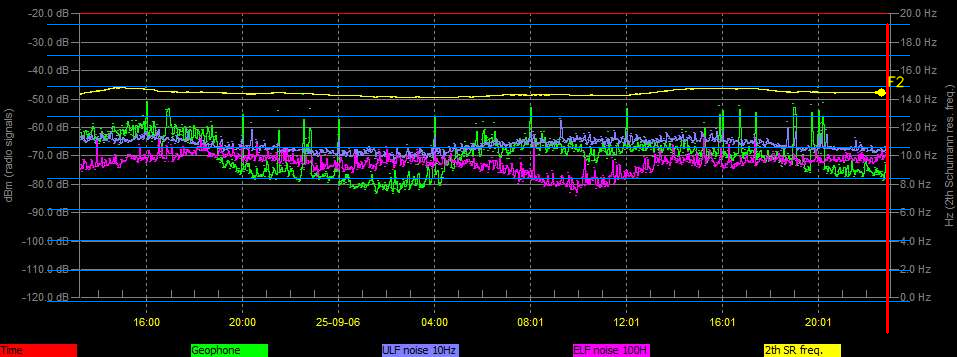 -20.0 dB 20.0 Hz
-30.0 dB 18.0 Hz
-40.0 dB 16.0 Hz
F2
-50.0 dB 14.0 Hz
-60.0 dB 12.0 Hz
-70.0 dB 10.0 Hz
-80.0 dB 8.0 Hz
-90.0 dB 6.0 Hz
-100.0 dB 4.0 Hz
-110.0 dB 2.0 Hz
-120.0 dB 0.0 Hz
dBm (radio signals)
Hz (2th Schumann res. freq.)
16:00 20:00 25-09-06 04:00 08:01 12:01 16:01 20:01
Time Geophone ULF noise 10Hz ELF noise 100H 2th SR freq.